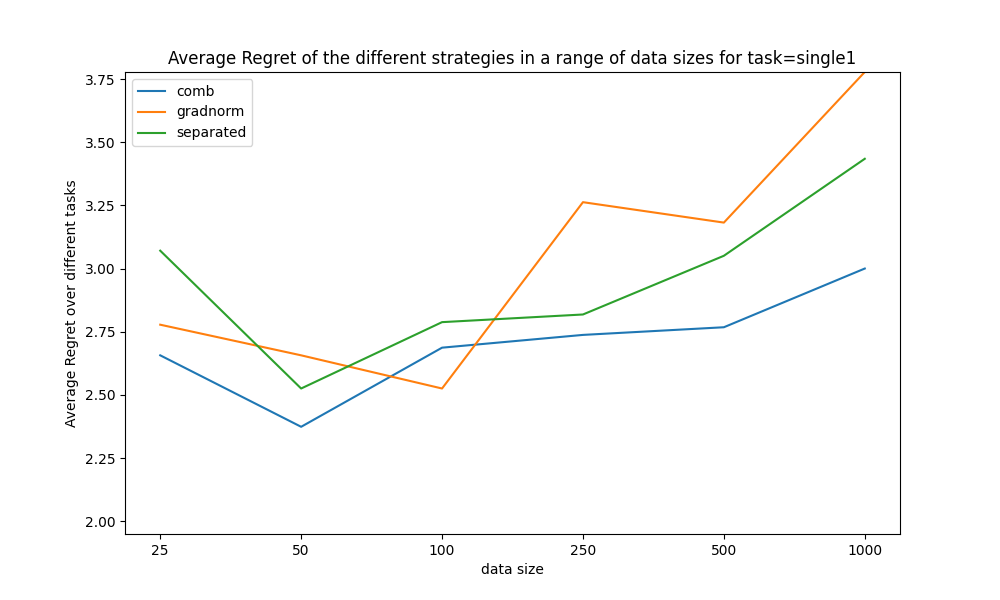 Average Regret of the different strategies in a range of data sizes for task=single1
comb
gradnorm
separated
Average Regret over different tasks
3.75
3.50
3.25
3.00
2.75
2.50
2.25
2.00
25 50 100 250 500 1000
data size